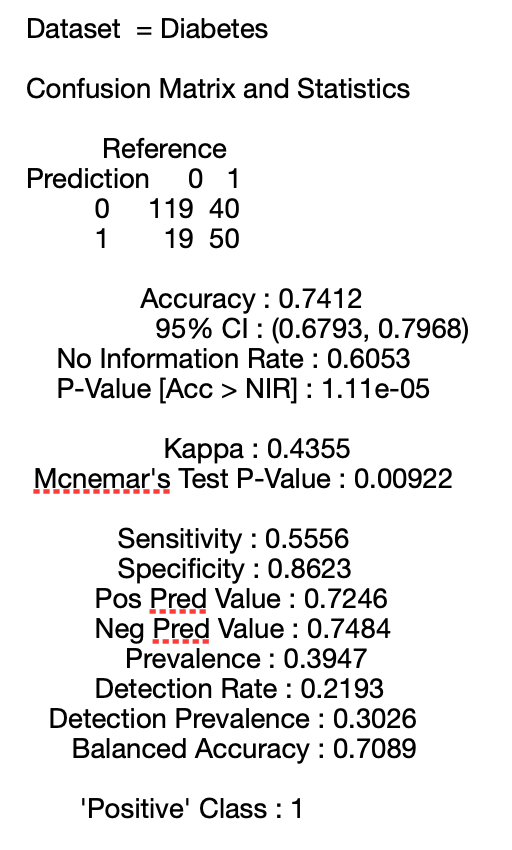 Dataset = Diabetes
Confusion Matrix and Statistics
Reference
Prediction 0 1
0 119 40
1 19 50
Accuracy : 0.7412
95% CI : (0.6793, 0.7968)
No Information Rate : 0.6053
P-Value [Acc > NIR] : 1.11e-05
Kappa : 0.4355
Mcnemar's Test P-Value : 0.00922
Sensitivity : 0.5556
Specificity : 0.8623
Pos Pred Value : 0.7246
Neg Pred Value : 0.7484
Prevalence : 0.3947
Detection Rate : 0.2193
Detection Prevalence : 0.3026
Balanced Accuracy : 0.7089
'Positive' Class : 1